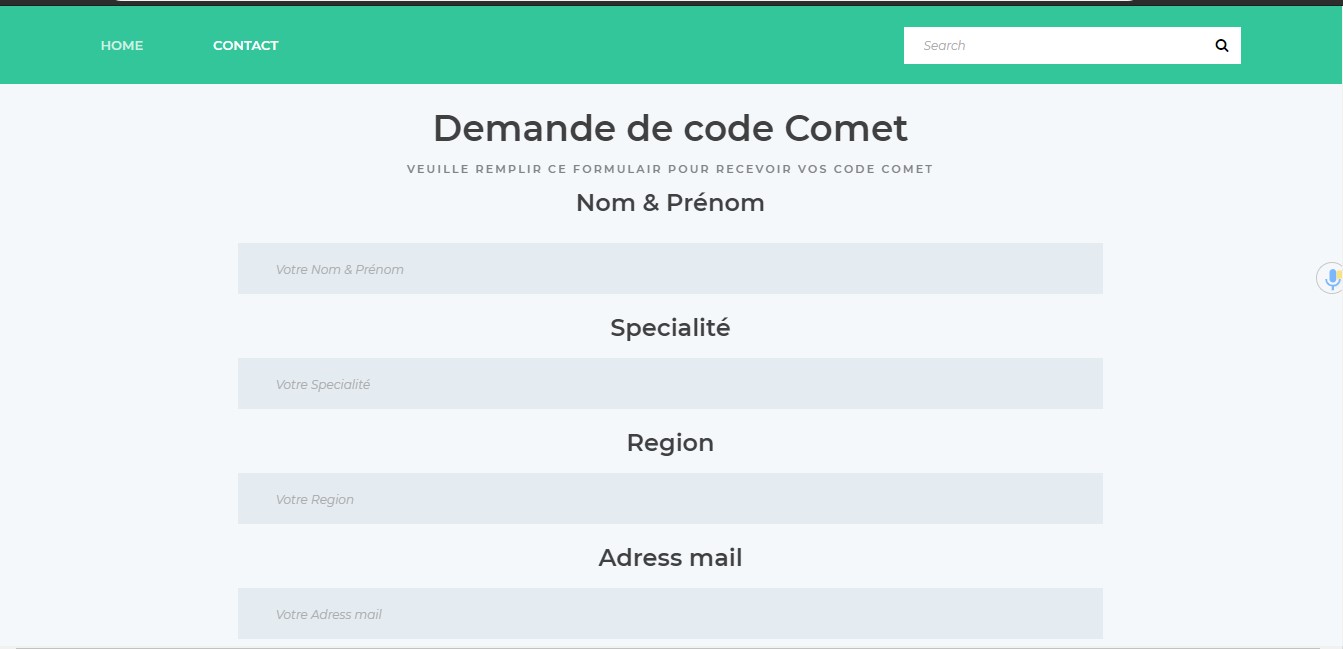 HOME CONTACT Search
Demande de code Comet
VEUILLE REMPLIR CE FORMULAIR POUR RECEVOIR VOS CODE COMET
Nom & Prénom
Votre Nom & Prénom
Specialité
Votre Specialité
Region
Votre Region
Adress mail
Votre Adress mail